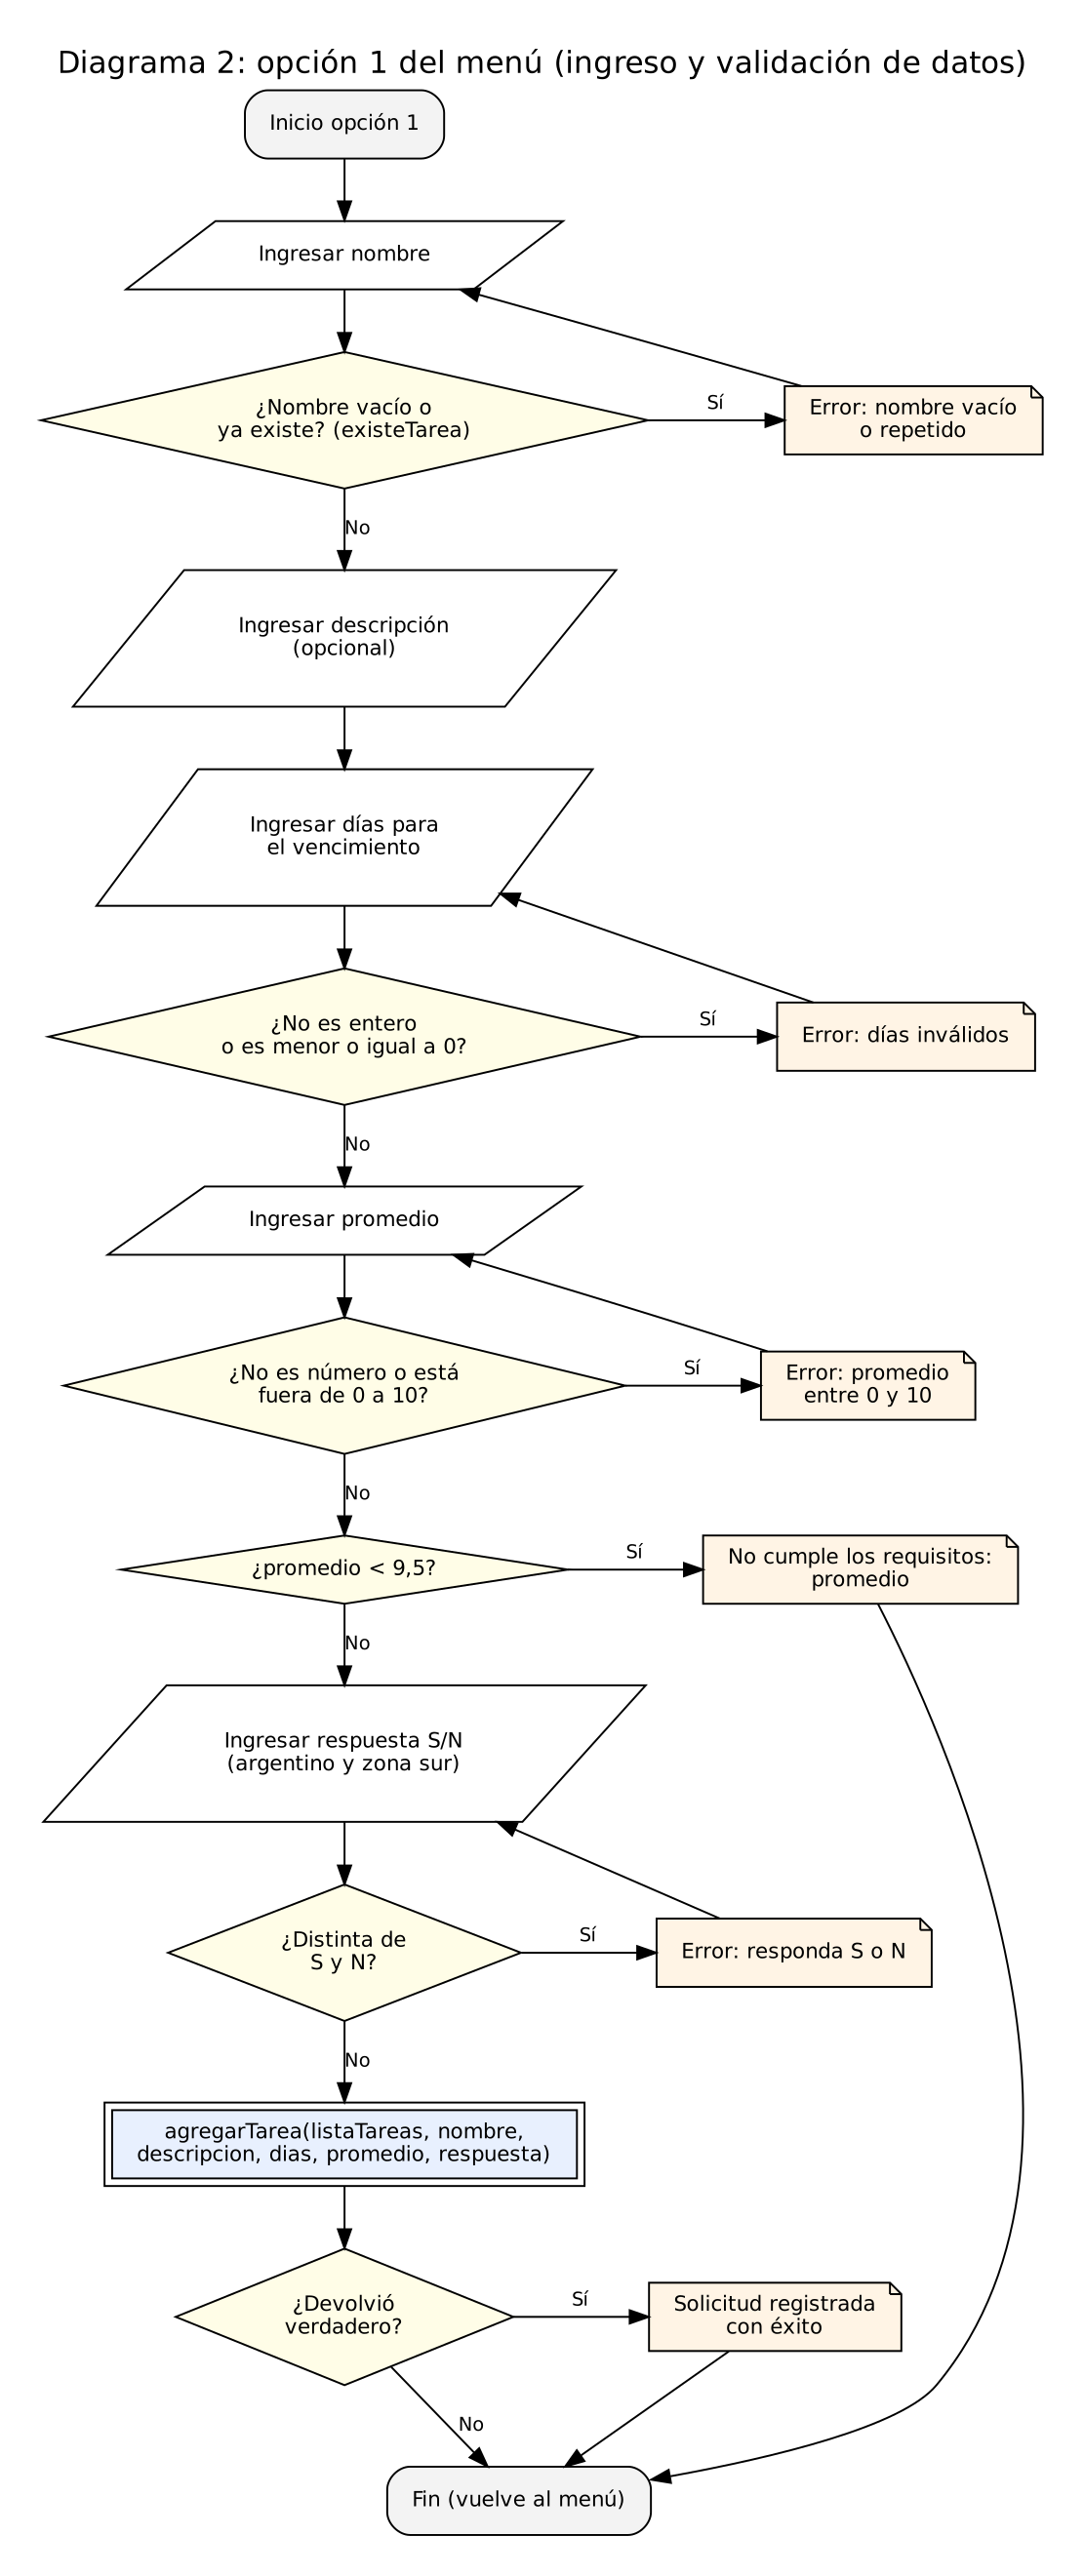 Diagrama 2: opción 1 del menú (ingreso y validación de datos)
Inicio opción 1
Ingresar nombre
¿Nombre vacío o
ya existe? (existeTarea)
Sí
Error: nombre vacío
o repetido
No
Ingresar descripción
(opcional)
Ingresar días para
el vencimiento
¿No es entero
o es menor o igual a 0?
Sí
Error: días inválidos
No
Ingresar promedio
¿No es número o está
fuera de 0 a 10?
Sí
Error: promedio
entre 0 y 10
No
¿promedio < 9,5?
Sí
No cumple los requisitos:
promedio
No
Ingresar respuesta S/N
(argentino y zona sur)
¿Distinta de
S y N?
Sí
Error: responda S o N
No
agregarTarea(listaTareas, nombre,
descripcion, dias, promedio, respuesta)
¿Devolvió
verdadero?
Sí
Solicitud registrada
con éxito
No
Fin (vuelve al menú)